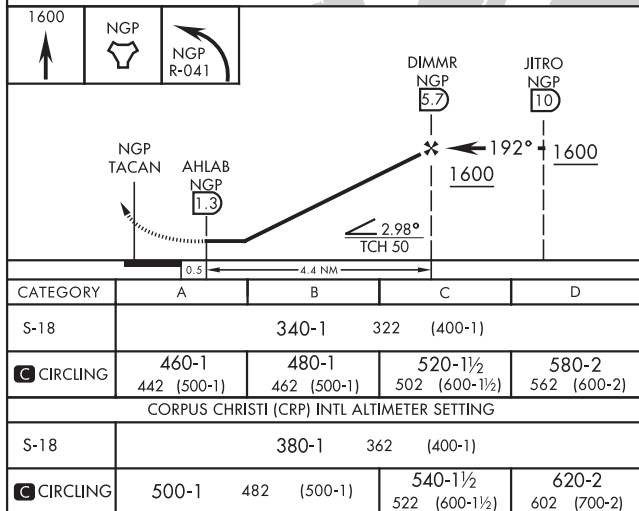 1600
NGP
NGP
R-041
DIMMR
NGP
5.7
JITRO
NGP
10
192°
1600
1600
NGP
TACAN
AHLAB
NGP
1.3
2.98°
TCH 50
0.5
4.4 NM
CATEGORY A B C D
S-18 340-1 322 (400-1)
C CIRCLING 460-1 480-1 520-1½ 580-2
442 (500-1) 462 (500-1) 502 (600-1½) 562 (600-2)
CORPUS CHRISTI (CRP) INTL ALTIMETER SETTING
S-18 380-1 362 (400-1)
C CIRCLING 500-1 482 (500-1) 540-1½ 620-2
522 (600-1½) 602 (700-2)